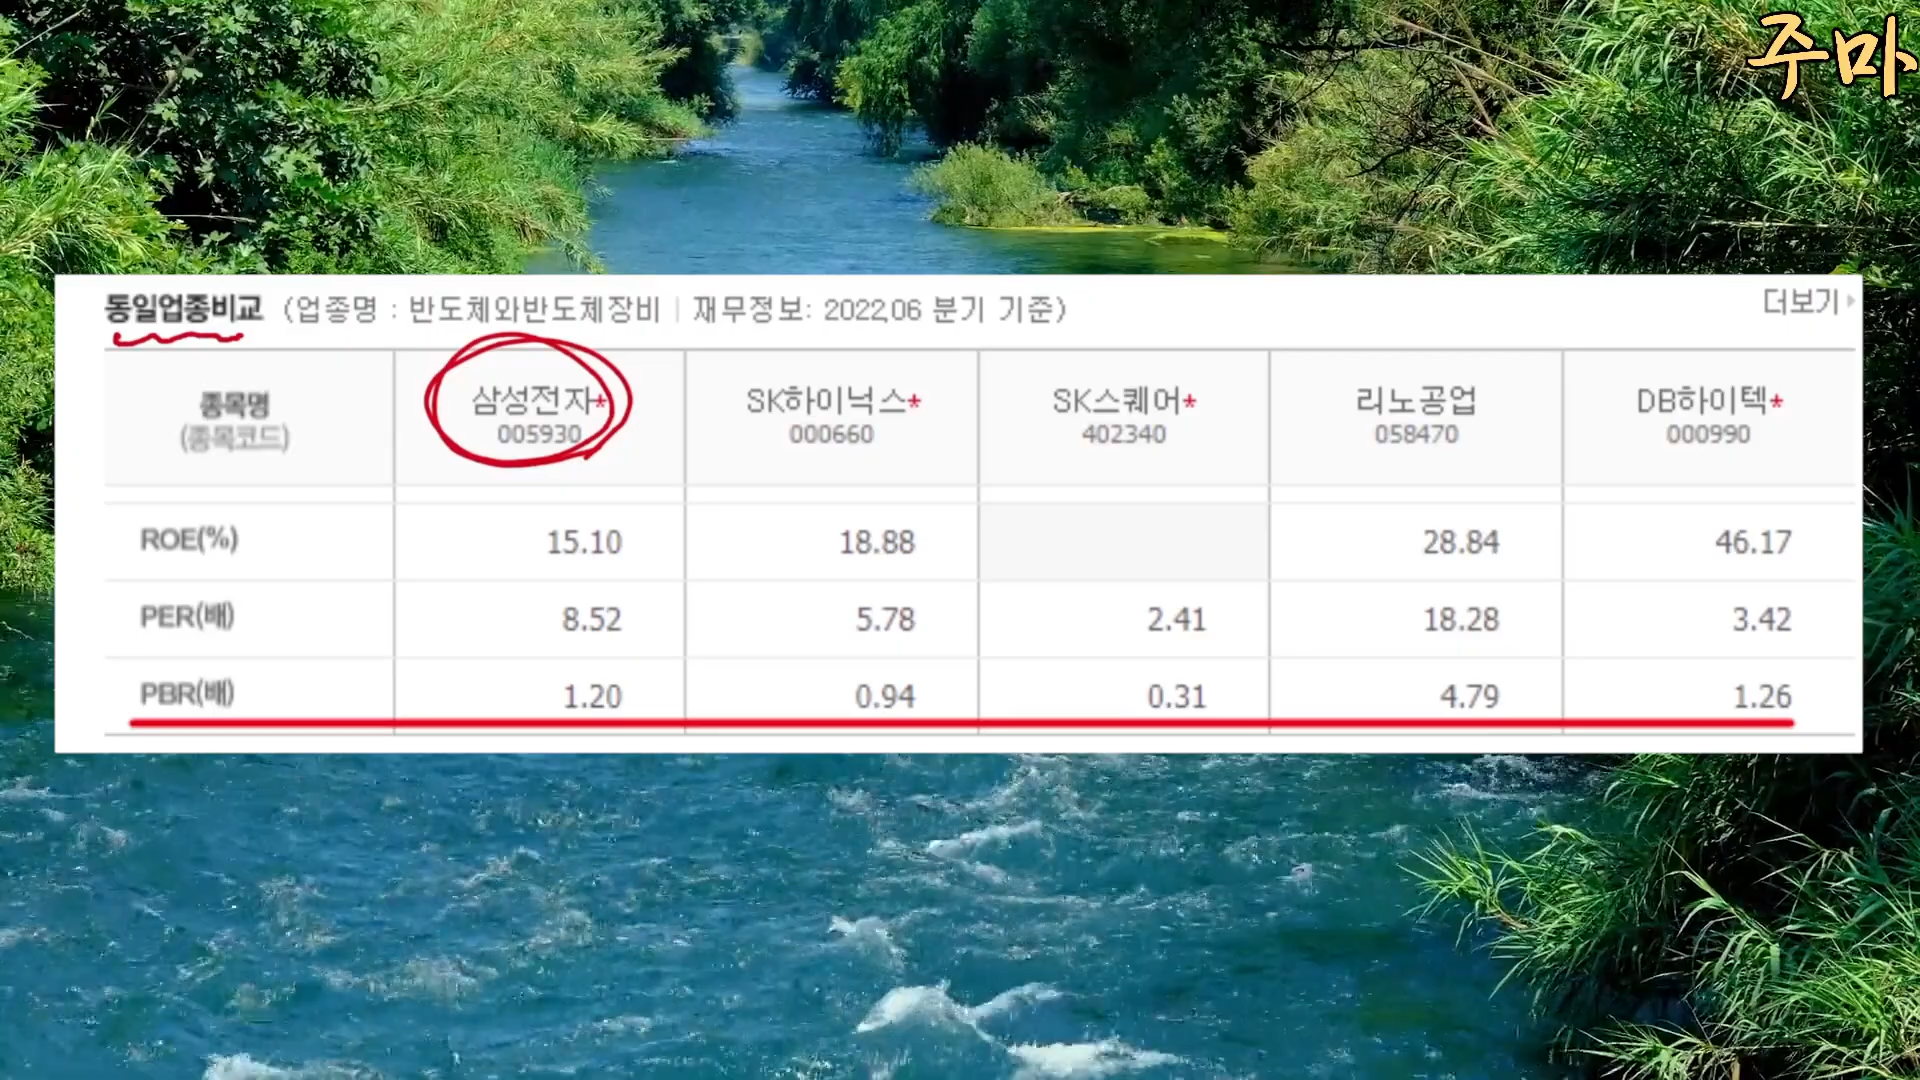 주마
동일업종비교 (업종명 : 반도체와반도체장비 | 재무정보: 2022.06 분기 기준) 더보기
종목명 (종목코드) 삼성전자* 005930 SK하이닉스* 000660 SK스퀘어* 402340 리노공업 058470 DB하이텍* 000990
ROE(%) 15.10 18.88 28.84 46.17
PER(배) 8.52 5.78 2.41 18.28 3.42
PBR(배) 1.20 0.94 0.31 4.79 1.26